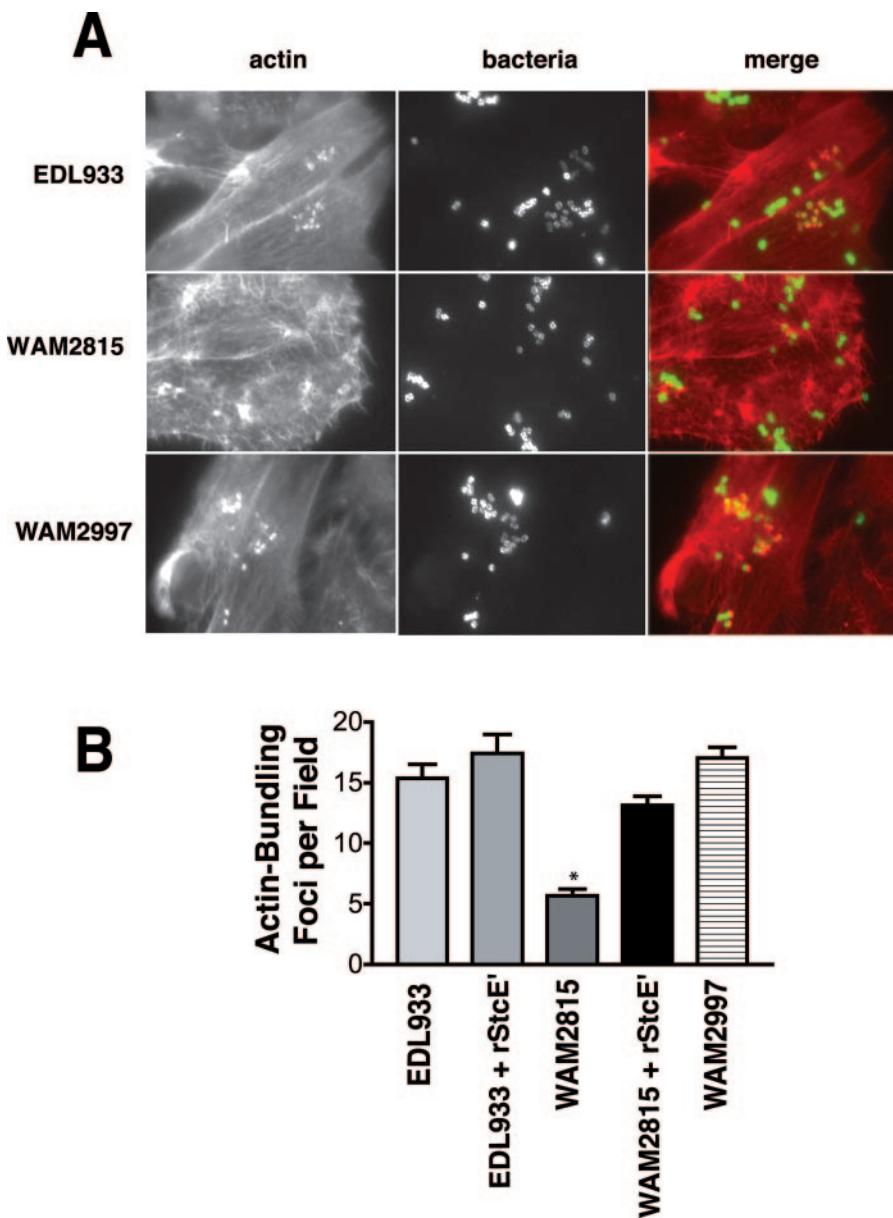 A
actin bacteria merge
EDL933
WAM2815
WAM2997
B
Actin-Bundling
Foci per Field
20
15
10
5
0
*
EDL933
EDL933 + rStcE'
WAM2815
WAM2815 + rStcE'
WAM2997